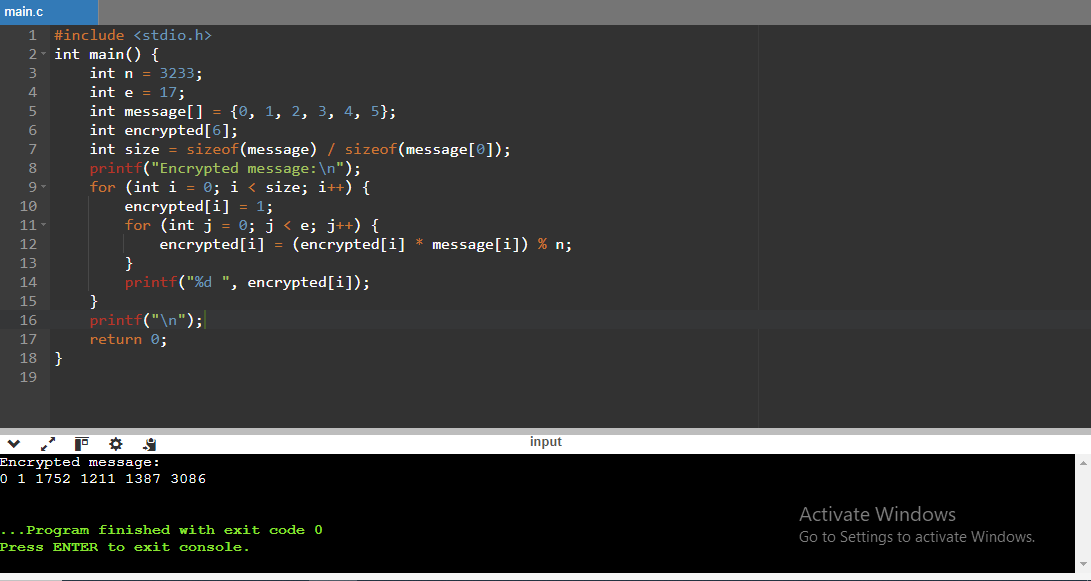 main.c
1 #include <stdio.h>
2 int main() {
3     int n = 3233;
4     int e = 17;
5     int message[] = {0, 1, 2, 3, 4, 5};
6     int encrypted[6];
7     int size = sizeof(message) / sizeof(message[0]);
8     printf("Encrypted message:\n");
9     for (int i = 0; i < size; i++) {
10         encrypted[i] = 1;
11         for (int j = 0; j < e; j++) {
12             encrypted[i] = (encrypted[i] * message[i]) % n;
13         }
14         printf("%d ", encrypted[i]);
15     }
16     printf("\n");
17     return 0;
18 }
19
input
Encrypted message:
0 1 1752 1211 1387 3086
...Program finished with exit code 0
Press ENTER to exit console.
Activate Windows
Go to Settings to activate Windows.